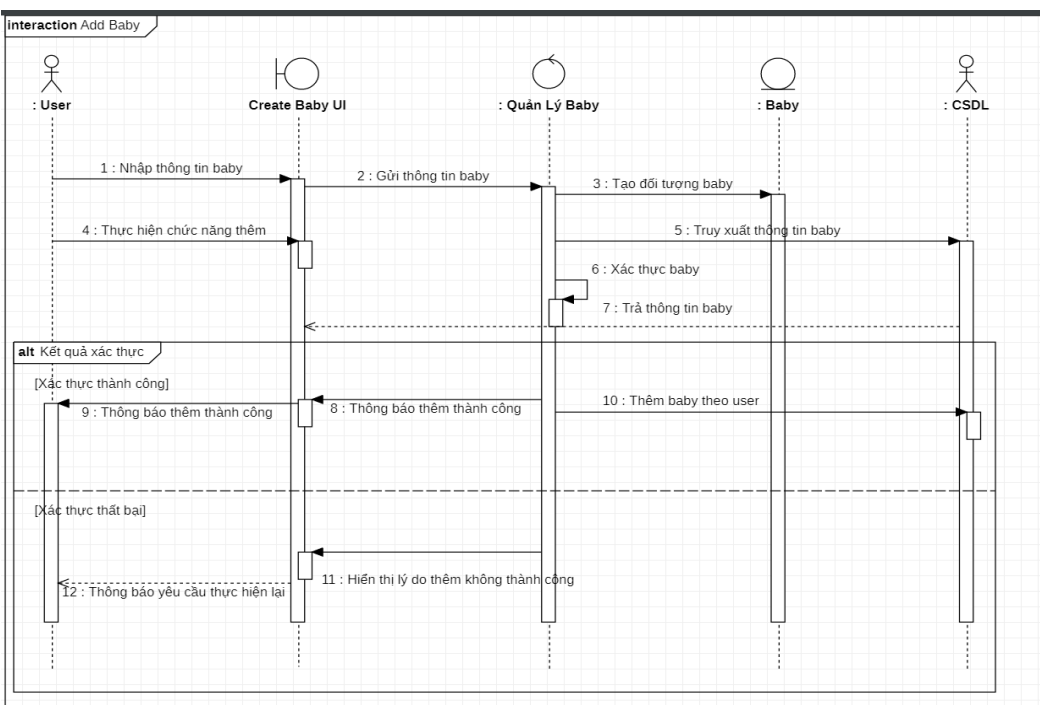 interaction Add Baby
: User
Create Baby UI
: Quản Lý Baby
: Baby
: CSDL
1 : Nhập thông tin baby
2 : Gửi thông tin baby
3 : Tạo đối tượng baby
4 : Thực hiện chức năng thêm
5 : Truy xuất thông tin baby
6 : Xác thực baby
7 : Trả thông tin baby
alt Kết quả xác thực
[Xác thực thành công]
9 : Thông báo thêm thành công
8 : Thông báo thêm thành công
10 : Thêm baby theo user
[Xác thực thất bại]
11 : Hiển thị lý do thêm không thành công
12 : Thông báo yêu cầu thực hiện lại